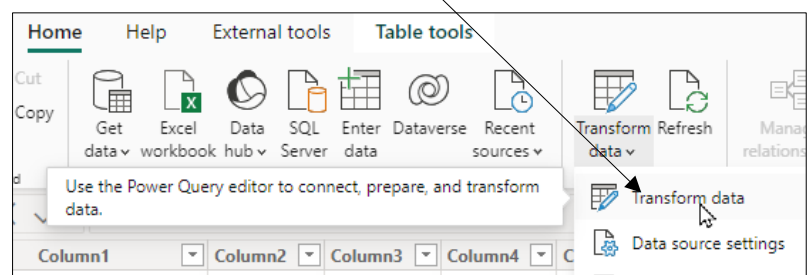 Home Help External tools Table tools
Cut
Copy
Get data
Excel workbook
Data hub
SQL Server
Enter data
Dataverse
Recent sources
Transform data
Refresh
Use the Power Query editor to connect, prepare, and transform
data.
Transform data
Data source settings
Column1 Column2 Column3 Column4